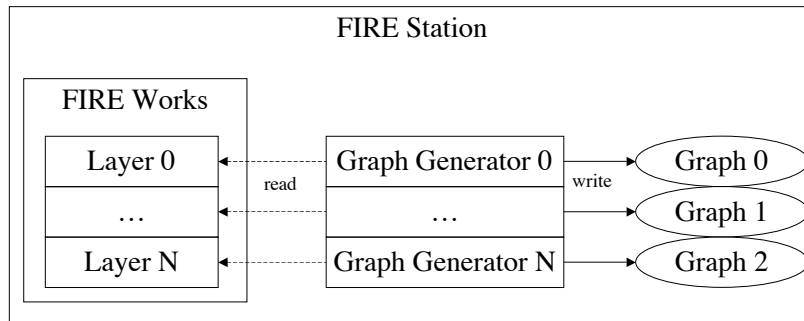 FIRE Station
FIRE Works
Layer 0
Graph Generator 0
Graph 0
read
write
…
…
Graph 1
Layer N
Graph Generator N
Graph 2